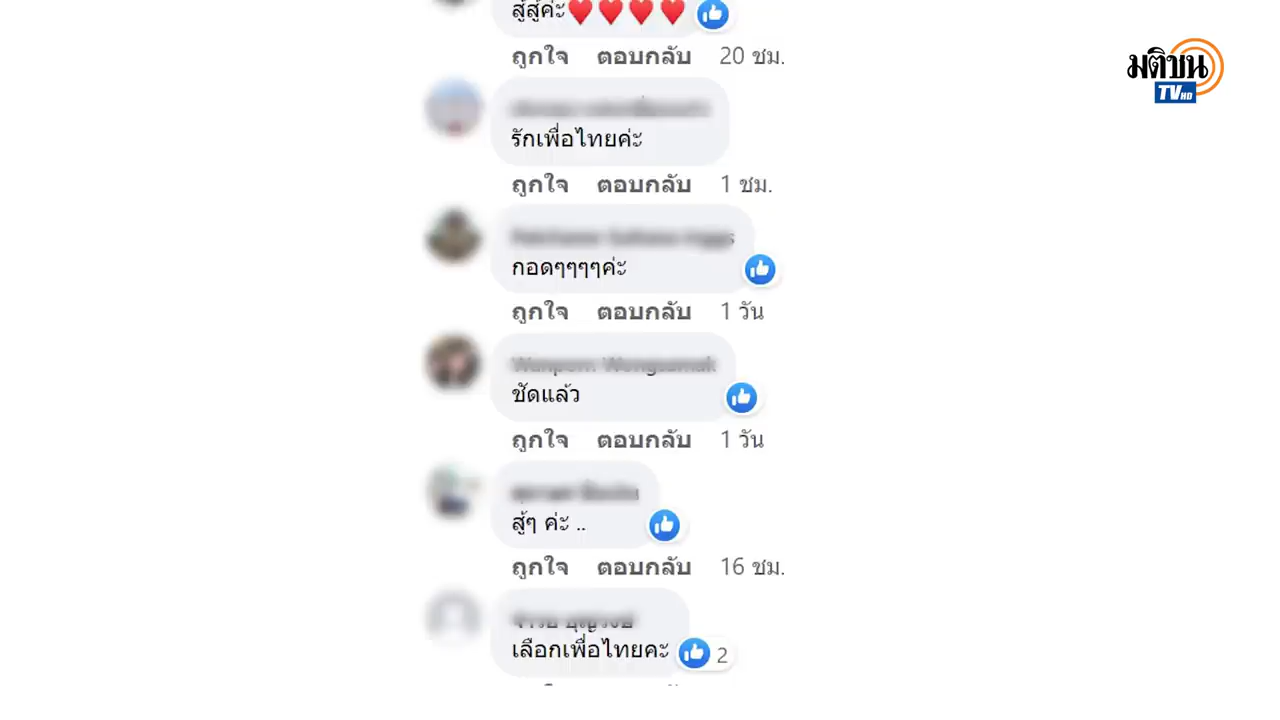 สู้สู้ค่ะ❤️❤️❤️❤️
ถูกใจ ตอบกลับ 20 ชม.
มติชน
TV HD
รักเพื่อไทยค่ะ
ถูกใจ ตอบกลับ 1 ชม.
กอดๆๆๆๆค่ะ
ถูกใจ ตอบกลับ 1 วัน
ชัดแล้ว
ถูกใจ ตอบกลับ 1 วัน
สู้ๆ ค่ะ ..
ถูกใจ ตอบกลับ 16 ชม.
เลือกเพื่อไทยคะ 2